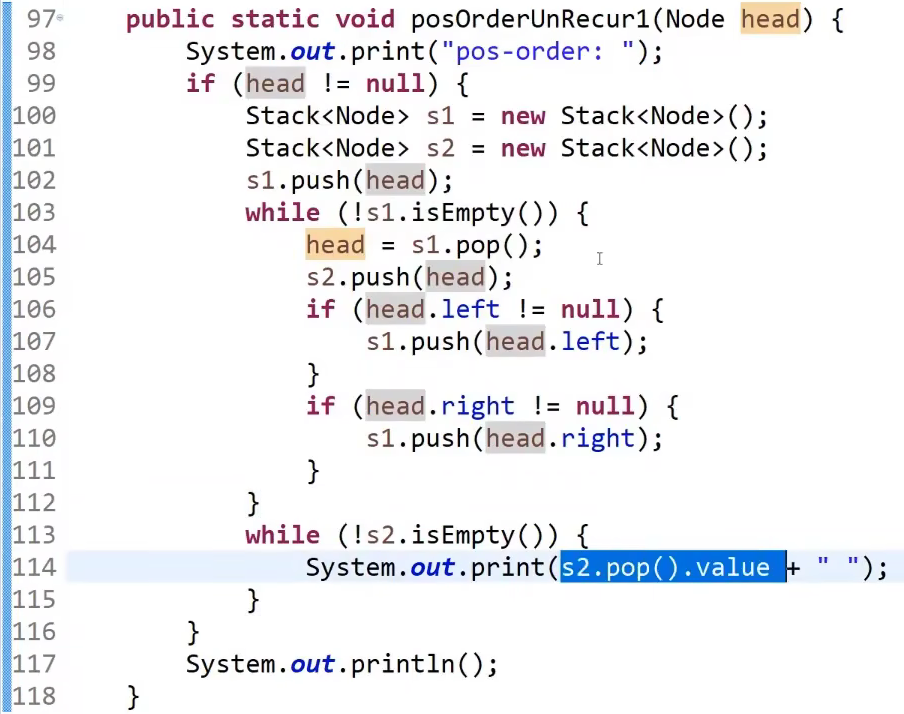 97 public static void posOrderUnRecur1(Node head) {
98 System.out.print("pos-order: ");
99 if (head != null) {
100 Stack<Node> s1 = new Stack<Node>();
101 Stack<Node> s2 = new Stack<Node>();
102 s1.push(head);
103 while (!s1.isEmpty()) {
104 head = s1.pop();
105 s2.push(head);
106 if (head.left != null) {
107 s1.push(head.left);
108 }
109 if (head.right != null) {
110 s1.push(head.right);
111 }
112 }
113 while (!s2.isEmpty()) {
114 System.out.print(s2.pop().value + " ");
115 }
116 }
117 System.out.println();
118 }